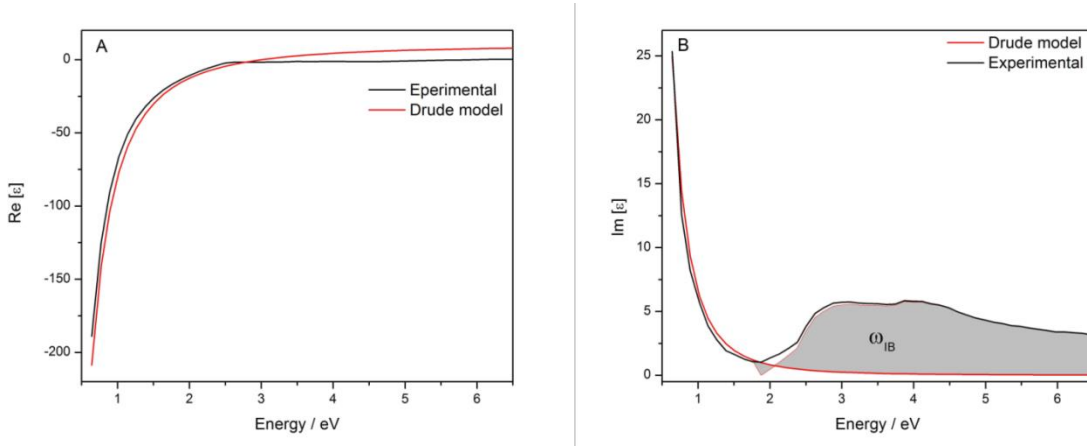 A
0
-50
-100
-150
-200
Re [ε]
Eperimental
Drude model
1 2 3 4 5 6
Energy / eV
B
25
20
15
10
5
0
Im [ε]
Drude model
Experimental
ωIB
1 2 3 4 5 6
Energy / eV